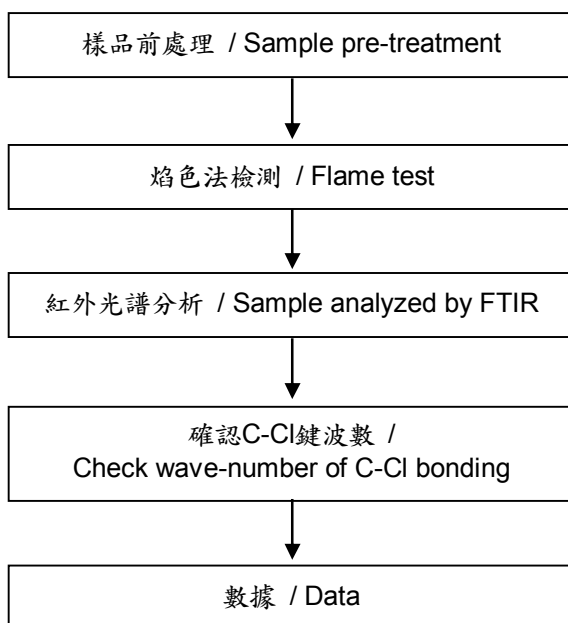 樣品前處理 / Sample pre-treatment
焰色法檢測 / Flame test
紅外光譜分析 / Sample analyzed by FTIR
確認C-Cl鍵波數 /
Check wave-number of C-Cl bonding
數據 / Data